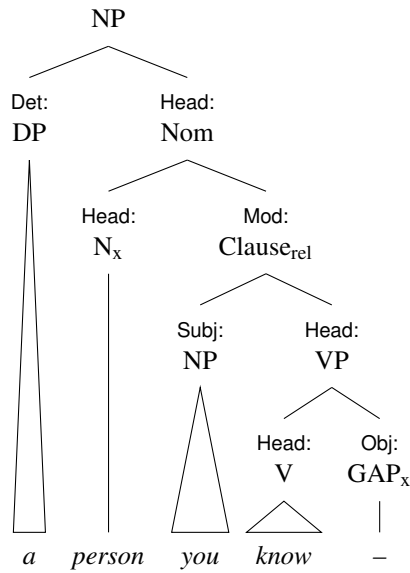 NP
Det: Head:
DP Nom
Head: Mod:
Nₓ Clauseᵣₑₗ
Subj: Head:
NP VP
Head: Obj:
V GAPₓ
a person you know –